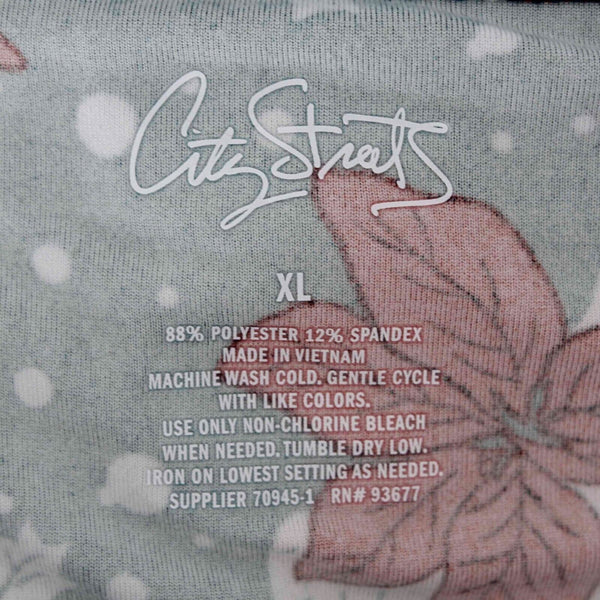 City Streets
XL
88% POLYESTER 12% SPANDEX
MADE IN VIETNAM
MACHINE WASH COLD. GENTLE CYCLE
WITH LIKE COLORS.
USE ONLY NON-CHLORINE BLEACH
WHEN NEEDED. TUMBLE DRY LOW.
IRON ON LOWEST SETTING AS NEEDED.
SUPPLIER 70945-1 RN# 93677